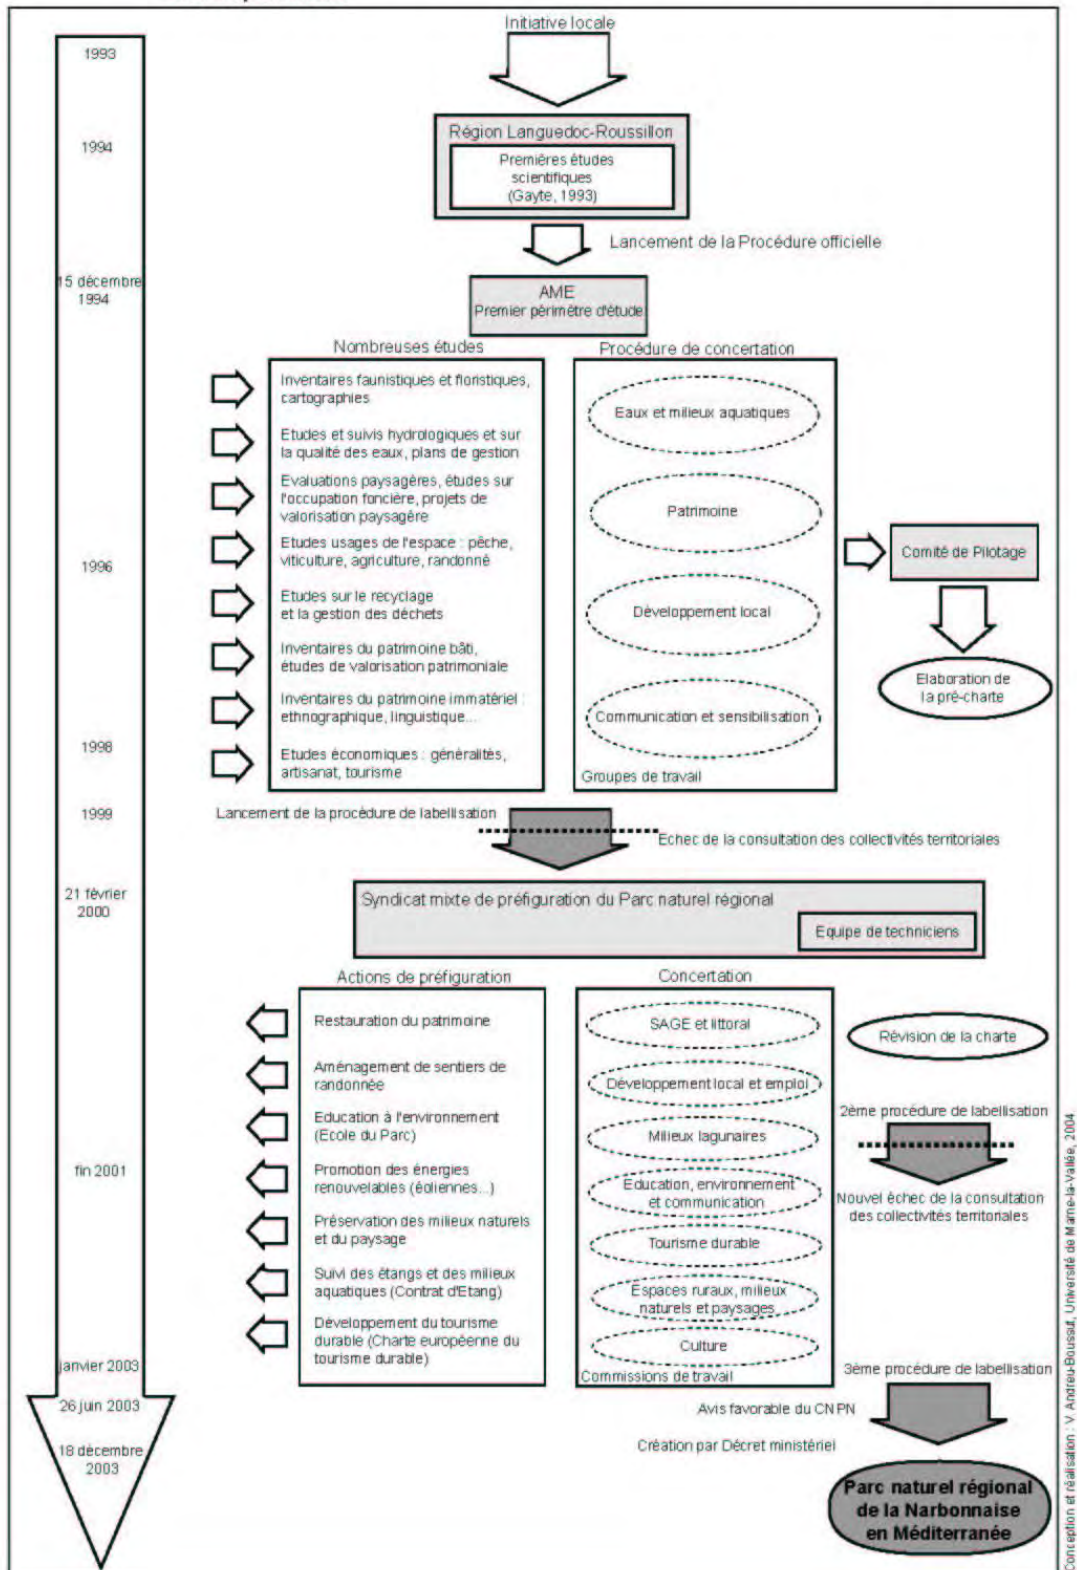 Initiative locale
1993
Région Languedoc-Roussillon
1994
Premières études
scientifiques
(Gayte, 1993)
Lancement de la Procédure officielle
15 décembre
1994
AME
Premier périmètre d'étude
Nombreuses études
Procédure de concertation
Inventaires faunistiques et floristiques,
cartographies
Etudes et suivis hydrologiques et sur
la qualité des eaux, plans de gestion
Evaluations paysagères, études sur
l'occupation foncière, projets de
valorisation paysagère
Etudes usages de l'espace : pêche,
viticulture, agriculture, randonné
Etudes sur le recyclage
et la gestion des déchets
Inventaires du patrimoine bâti,
études de valorisation patrimoniale
Inventaires du patrimoine immatériel :
ethnographique, linguistique...
Etudes économiques : généralités,
artisanat, tourisme
Eaux et milieux aquatiques
Patrimoine
Développement local
Communication et sensibilisation
Groupes de travail
1996
Comité de Pilotage
Elaboration de
la pré-charte
1998
1999
Lancement de la procédure de labellisation
Echec de la consultation des collectivités territoriales
21 février
2000
Syndicat mixte de préfiguration du Parc naturel régional
Equipe de techniciens
Actions de préfiguration
Concertation
Restauration du patrimoine
Aménagement de sentiers de
randonnée
Education à l'environnement
(Ecole du Parc)
Promotion des énergies
renouvelables (éoliennes...)
Préservation des milieux naturels
et du paysage
Suivi des étangs et des milieux
aquatiques (Contrat d'Etang)
Développement du tourisme
durable (Charte européenne du
tourisme durable)
SAGE et littoral
Développement local et emploi
Milieux lagunaires
Education, environnement
et communication
Tourisme durable
Espaces ruraux, milieux
naturels et paysages
Culture
Commissions de travail
Révision de la charte
2ème procédure de labellisation
fin 2001
Nouvel échec de la consultation
des collectivités territoriales
janvier 2003
3ème procédure de labellisation
26 juin 2003
Avis favorable du CNPN
18 décembre
2003
Création par Décret ministériel
Parc naturel régional
de la Narbonnaise
en Méditerranée
Conception et réalisation : V. Andreu-Boussut, Université de Marne-la-Vallée, 2004